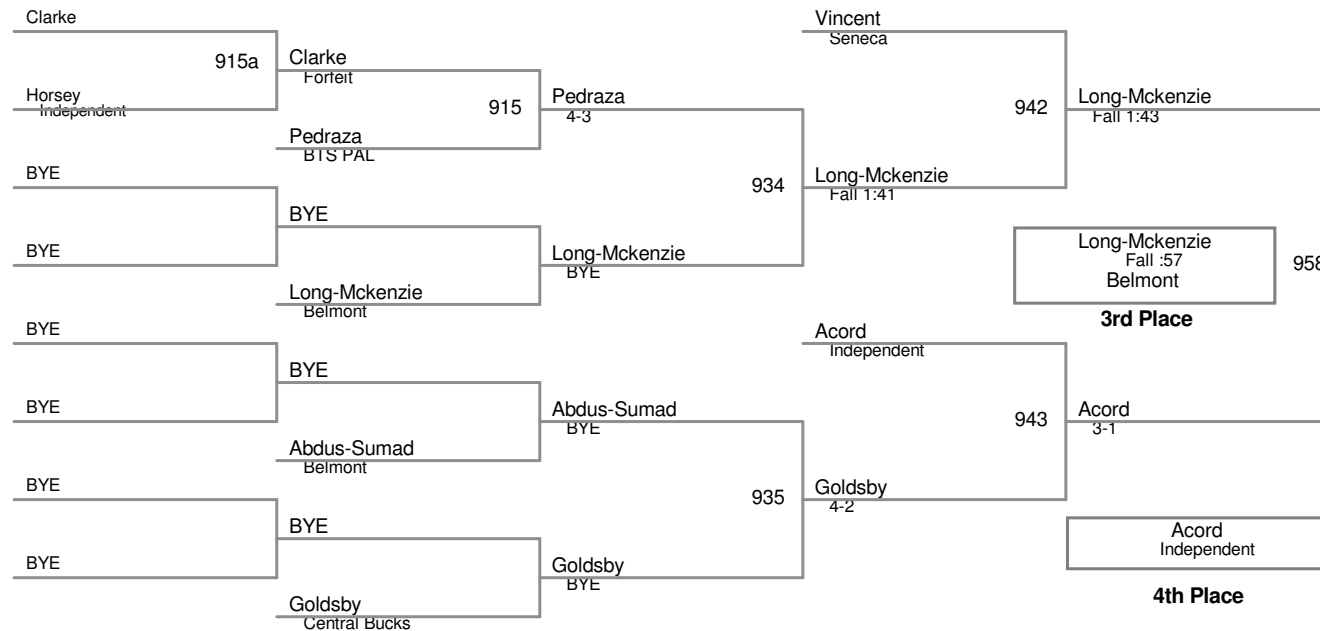 Clarke
915a
Horsey
Independent
BYE
BYE
BYE
BYE
BYE
BYE
Clarke
Forfeit
915
Pedraza
BTS PAL
BYE
Long-Mckenzie
Belmont
BYE
Abdus-Sumad
Belmont
BYE
Goldsby
Central Bucks
Pedraza
4-3
934
Long-Mckenzie
BYE
Abdus-Sumad
BYE
935
Goldsby
BYE
Vincent
Seneca
942
Long-Mckenzie
Fall 1:41
Acord
Independent
943
Goldsby
4-2
Long-Mckenzie
Fall 1:43
Long-Mckenzie
Fall :57
Belmont
958
3rd Place
Acord
3-1
Acord
Independent
4th Place